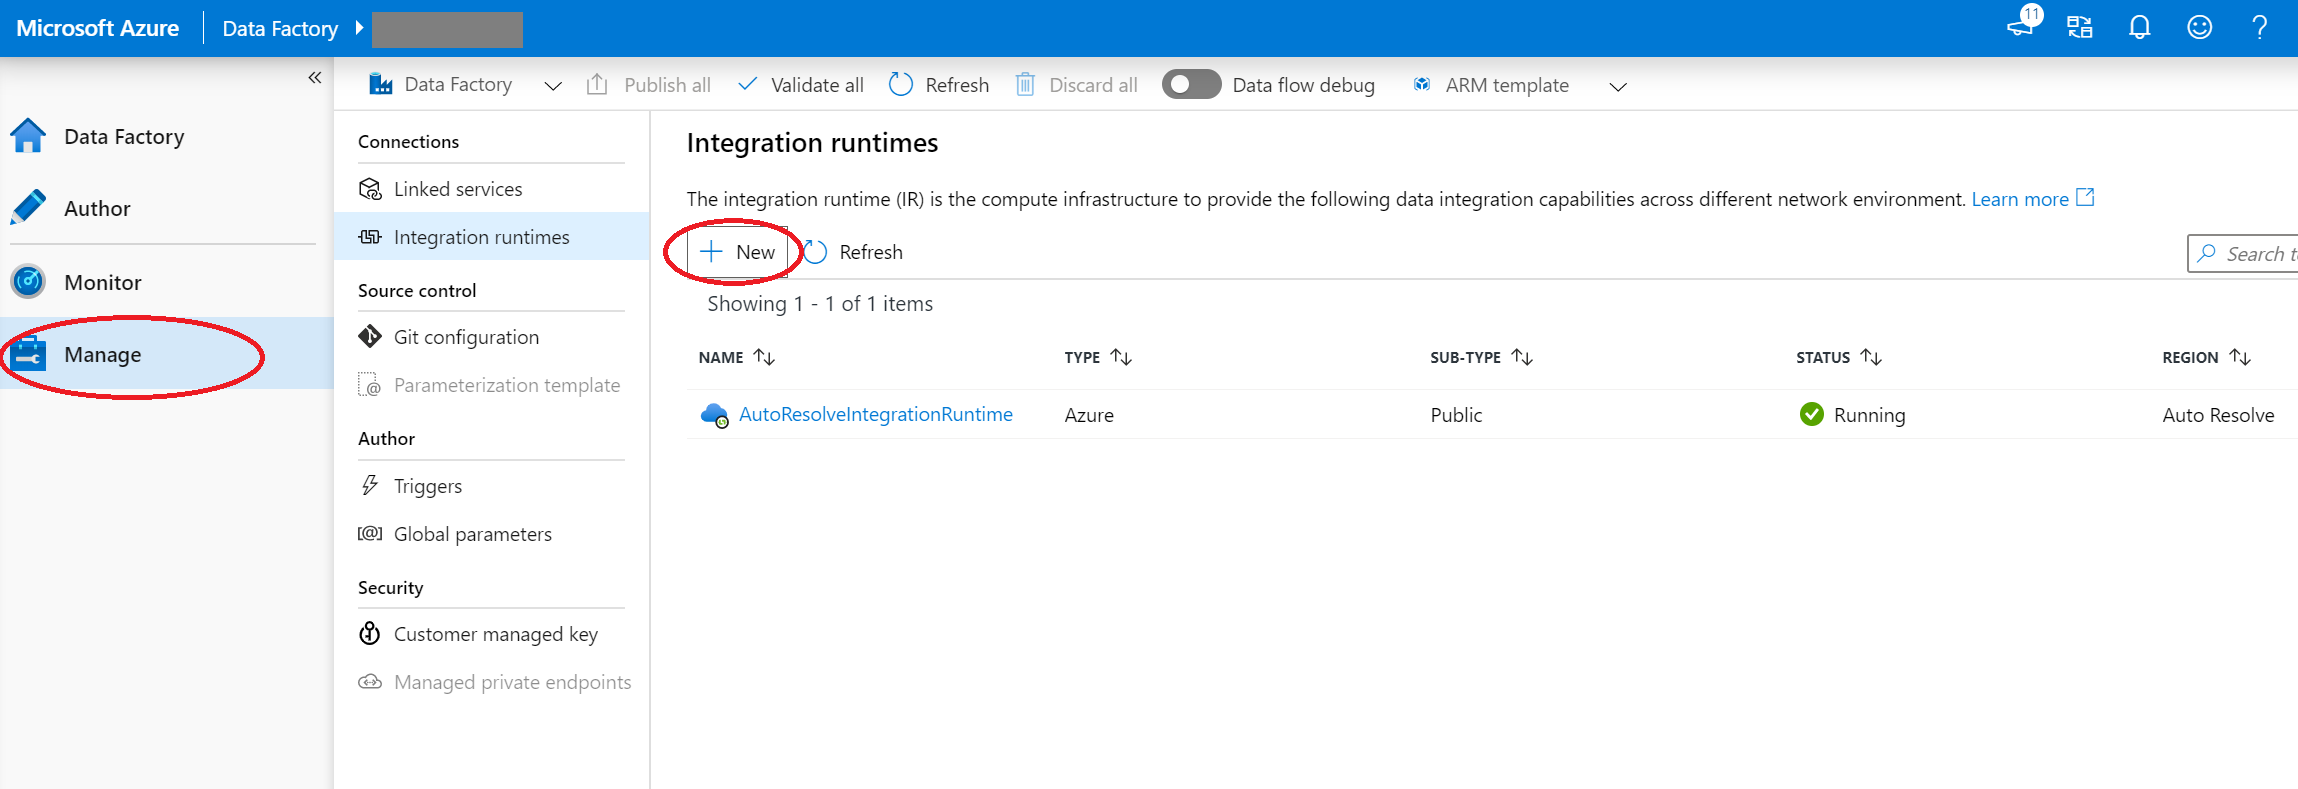 Microsoft Azure Data Factory 11
Data Factory Publish all Validate all Refresh Discard all Data flow debug ARM template
Data Factory
Author
Monitor
Manage
Connections
Linked services
Integration runtimes
Source control
Git configuration
Parameterization template
Author
Triggers
Global parameters
Security
Customer managed key
Managed private endpoints
Integration runtimes
The integration runtime (IR) is the compute infrastructure to provide the following data integration capabilities across different network environment. Learn more
New Refresh Search
Showing 1 - 1 of 1 items
NAME TYPE SUB-TYPE STATUS REGION
AutoResolveIntegrationRuntime Azure Public Running Auto Resolve